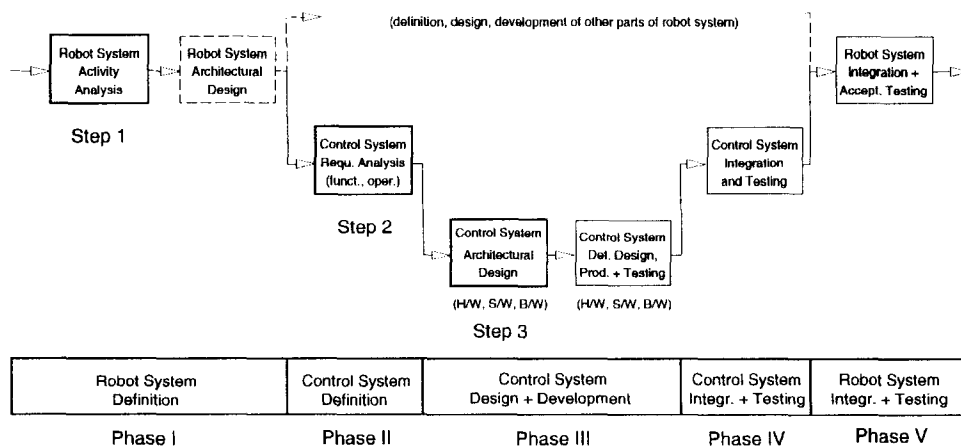 (definition, design, development of other parts of robot system)
Robot System
Activity
Analysis
Robot System
Architectural
Design
Robot System
Integration +
Accept. Testing
Step 1
Control System
Requ. Analysis
(funct., oper.)
Control System
Integration
and Testing
Step 2
Control System
Architectural
Design
Control System
Det. Design,
Prod. + Testing
(H/W, S/W, B/W)
(H/W, S/W, B/W)
Step 3
Robot System
Definition
Control System
Definition
Control System
Design + Development
Control System
Integr. + Testing
Robot System
Integr. + Testing
Phase I
Phase II
Phase III
Phase IV
Phase V